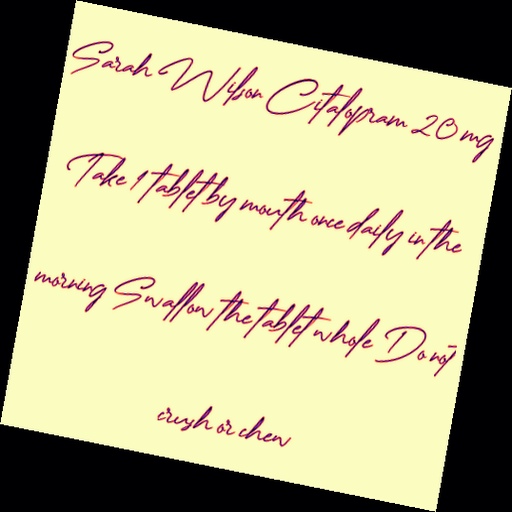 Sarah Wilson Citalopram 20 mg
Take 1 tablet by mouth once daily in the
morning Swallow the tablet whole Do not
crush or chew